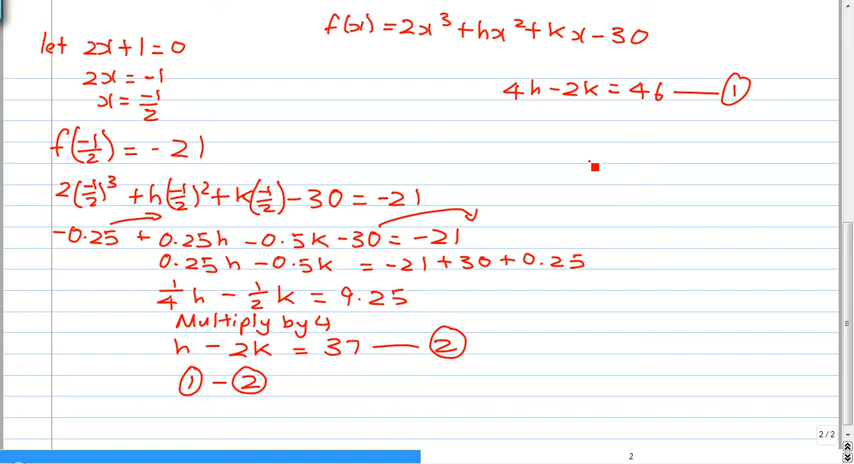 f(x) = 2x³ + hx² + kx - 30
let 2x + 1 = 0
2x = -1
x = -1/2
4h - 2k = 46 — ①
f(-1/2) = -21
2(-1/2)³ + h(-1/2)² + k(-1/2) - 30 = -21
-0.25 + 0.25h - 0.5k - 30 = -21
0.25h - 0.5k = -21 + 30 + 0.25
1/4 h - 1/2 k = 9.25
Multiply by 4
h - 2k = 37 — ②
① - ②
2/2
2